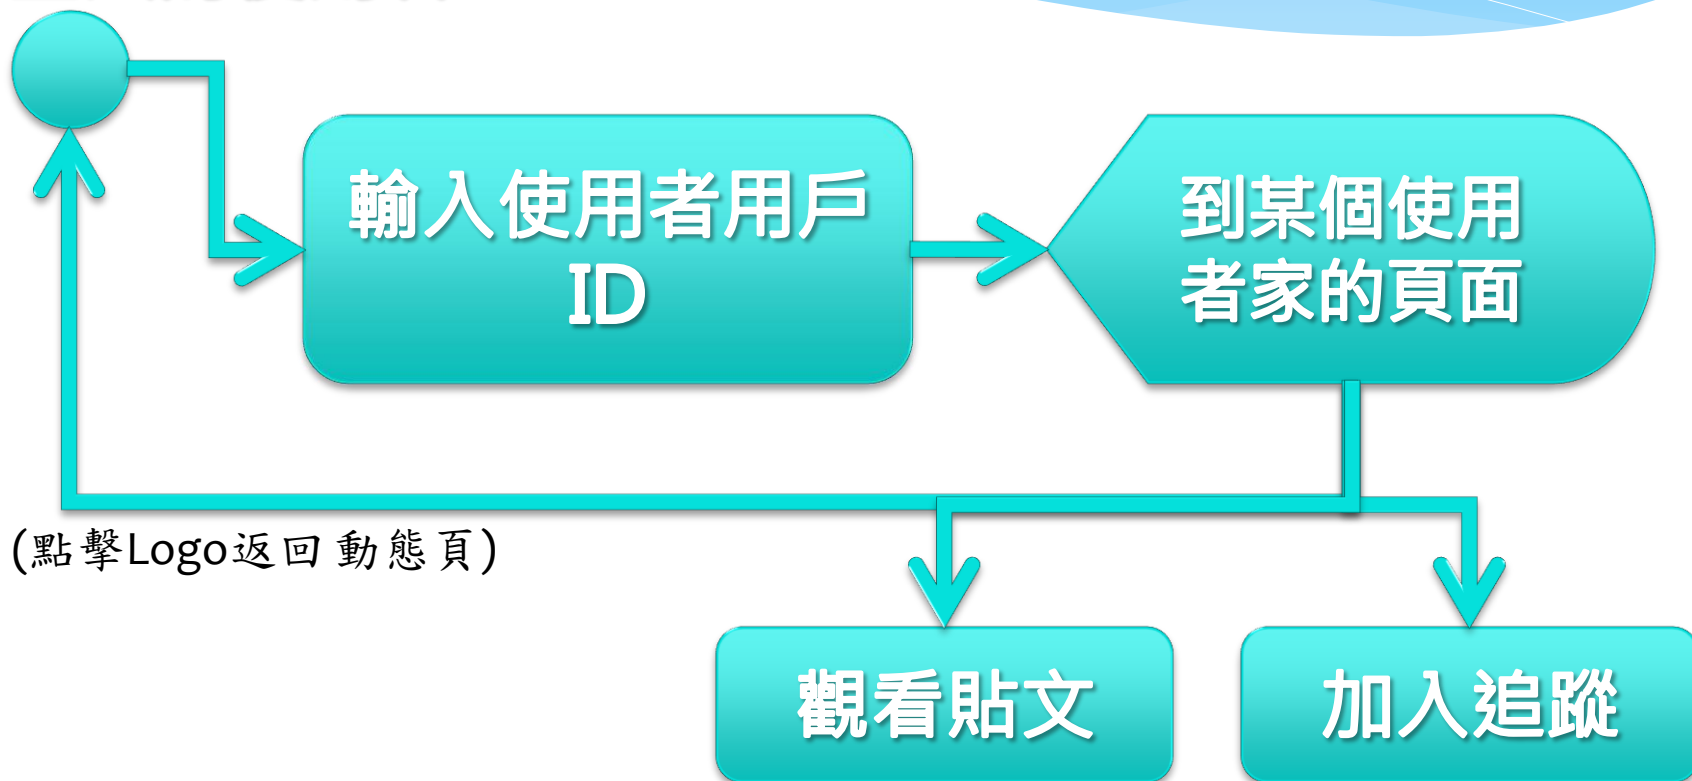 輸入使用者用戶
ID
到某個使用
者家的頁面
(點擊Logo返回動態頁)
觀看貼文
加入追蹤